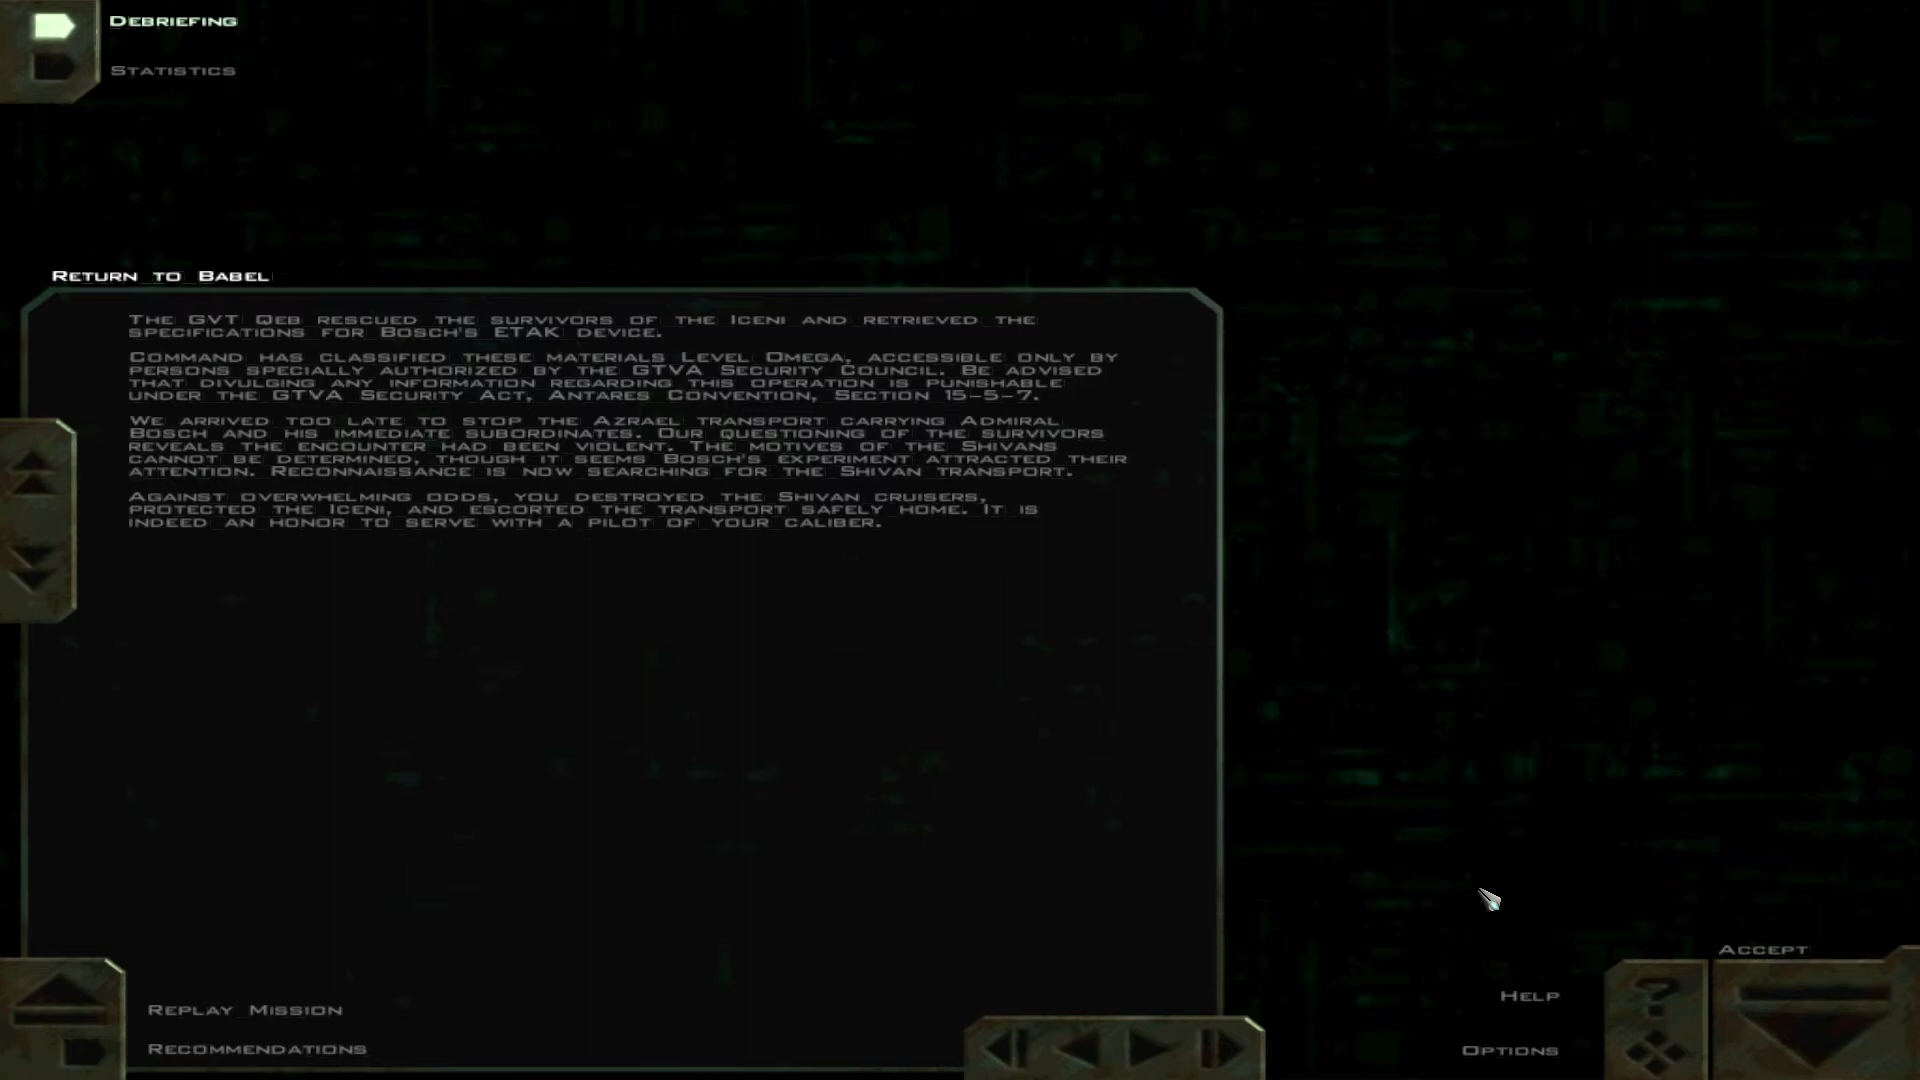 Debriefing
Statistics
Return to Babel
The GVT Qeb rescued the survivors of the Iceni and retrieved the
specifications for Bosch's ETAK device.
Command has classified these materials Level Omega, accessible only by
persons specially authorized by the GTVA Security Council. Be advised
that divulging any information regarding this operation is punishable
under the GTVA Security Act, Antares Convention, Section 15-5-7.
We arrived too late to stop the Azrael transport carrying Admiral
Bosch and his immediate subordinates. Our questioning of the survivors
reveals the encounter had been violent. The motives of the Shivans
cannot be determined, though it seems Bosch's experiment attracted their
attention. Reconnaissance is now searching for the Shivan transport.
Against overwhelming odds, you destroyed the Shivan cruisers,
protected the Iceni, and escorted the transport safely home. It is
indeed an honor to serve with a pilot of your caliber.
Accept
Help
Replay Mission
Recommendations
Options